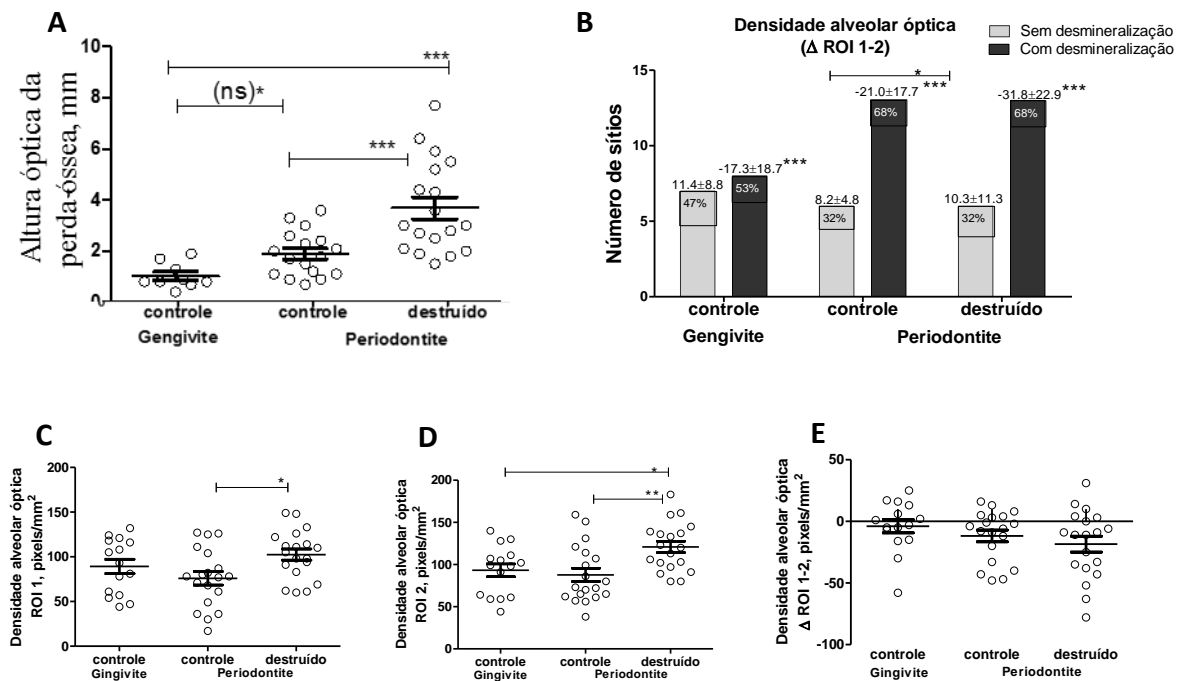 A
Altura óptica da
perda-óssea, mm
10
8
6
4
2
0
***
(ns)*
***
controle
controle
destruído
Gengivite
Periodontite
B
Densidade alveolar óptica
(Δ ROI 1-2)
Sem desmineralização
Com desmineralização
Número de sítios
15
10
5
0
*
11.4±8.8
47%
-17.3±18.7
***
53%
8.2±4.8
32%
-21.0±17.7
***
68%
10.3±11.3
32%
-31.8±22.9
***
68%
controle
controle
destruído
Gengivite
Periodontite
C
Densidade alveolar óptica
ROI 1, pixels/mm2
200
150
100
50
0
*
controle
controle
destruído
Gingivite
Periodontite
D
Densidade alveolar óptica
ROI 2, pixels/mm2
200
150
100
50
0
*
**
controle
controle
destruído
Gingivite
Periodontite
E
Densidade alveolar óptica
Δ ROI 1-2, pixels/mm2
50
0
-50
-100
controle
controle
destruído
Gingivite
Periodontite